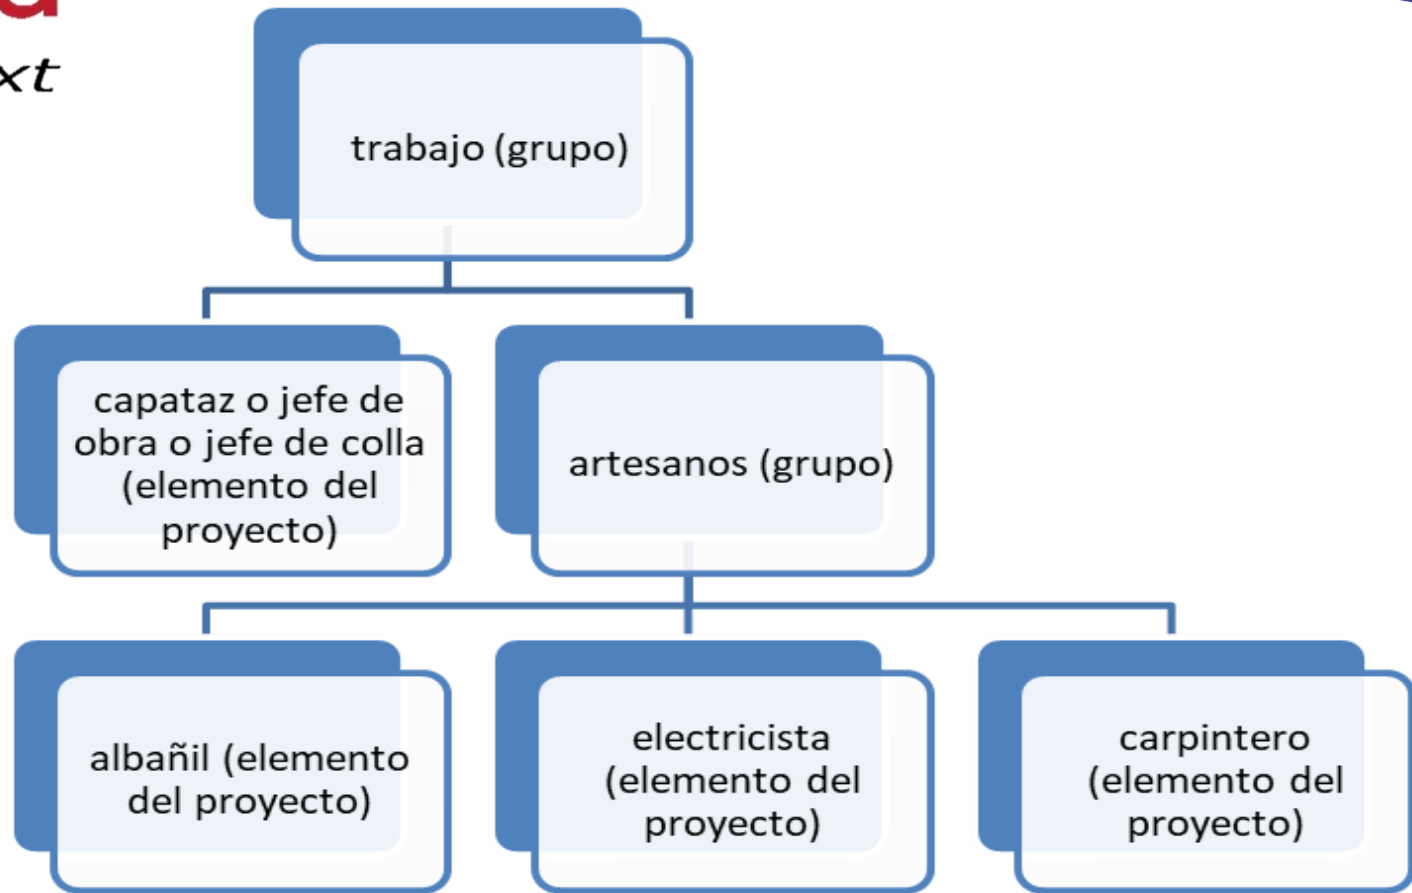 xt
trabajo (grupo)
capataz o jefe de
obra o jefe de colla
(elemento del
proyecto)
artesanos (grupo)
albañil (elemento
del proyecto)
electricista
(elemento del
proyecto)
carpintero
(elemento del
proyecto)